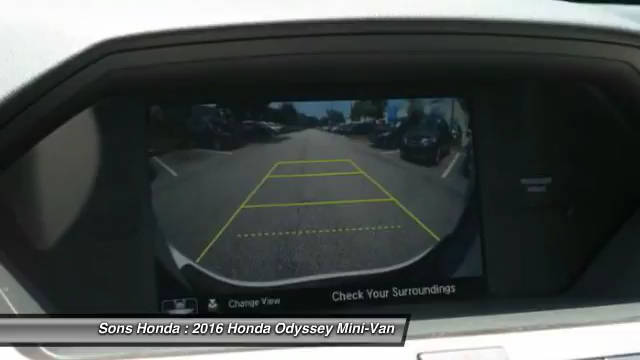 Change View
Check Your Surroundings
Sons Honda : 2016 Honda Odyssey Mini-Van